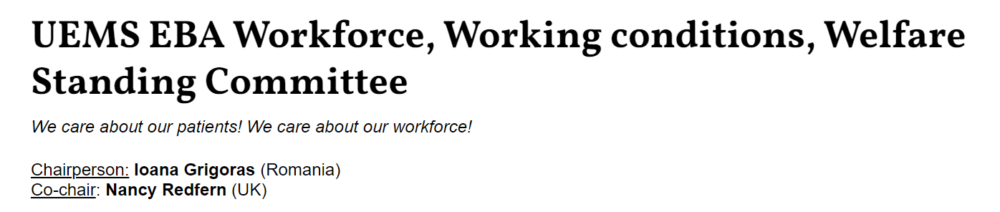 UEMS EBA Workforce, Working conditions, Welfare
Standing Committee
We care about our patients! We care about our workforce!
Chairperson: Ioana Grigoras (Romania)
Co-chair: Nancy Redfern (UK)